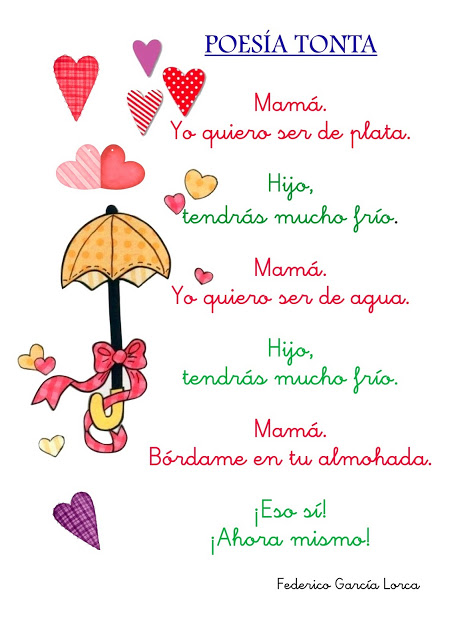 POESÍA TONTA
Mamá.
Yo quiero ser de plata.
Hijo,
tendrás mucho frío.
Mamá.
Yo quiero ser de agua.
Hijo,
tendrás mucho frío.
Mamá.
Bórdame en tu almohada.
¡Eso sí!
¡Ahora mismo!
Federico García Lorca